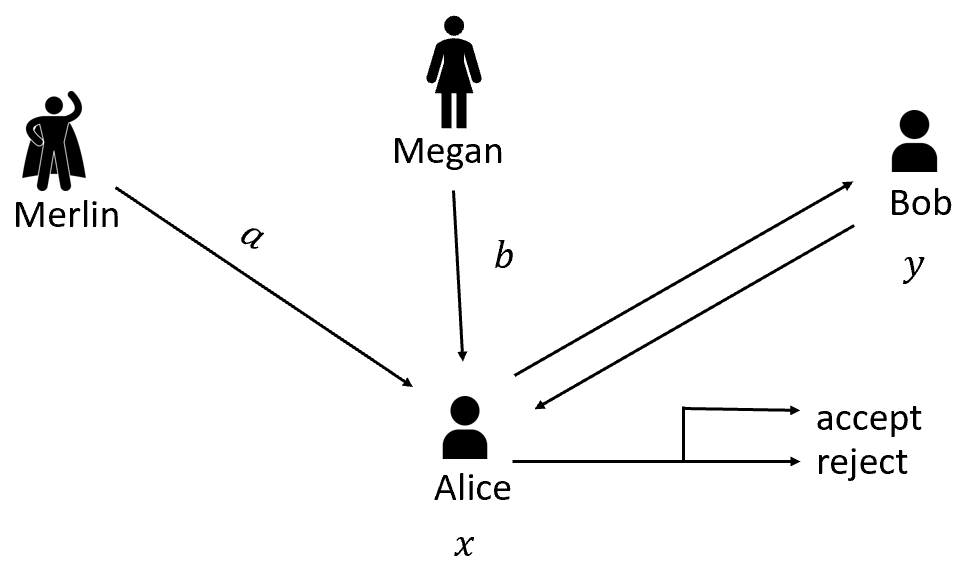 Megan
Merlin
Bob
a
b
y
accept
reject
Alice
x